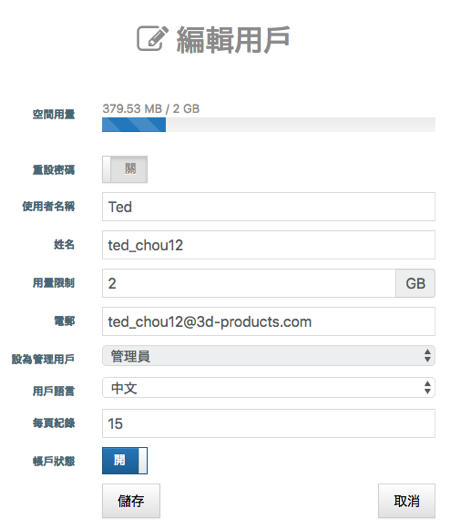 編輯用戶
空間用量
379.53 MB / 2 GB
重設密碼 關
使用者名稱 Ted
姓名 ted_chou12
用量限制 2 GB
電郵 ted_chou12@3d-products.com
設為管理用戶 管理員
用戶語言 中文
每頁紀錄 15
帳戶狀態 開
儲存 取消